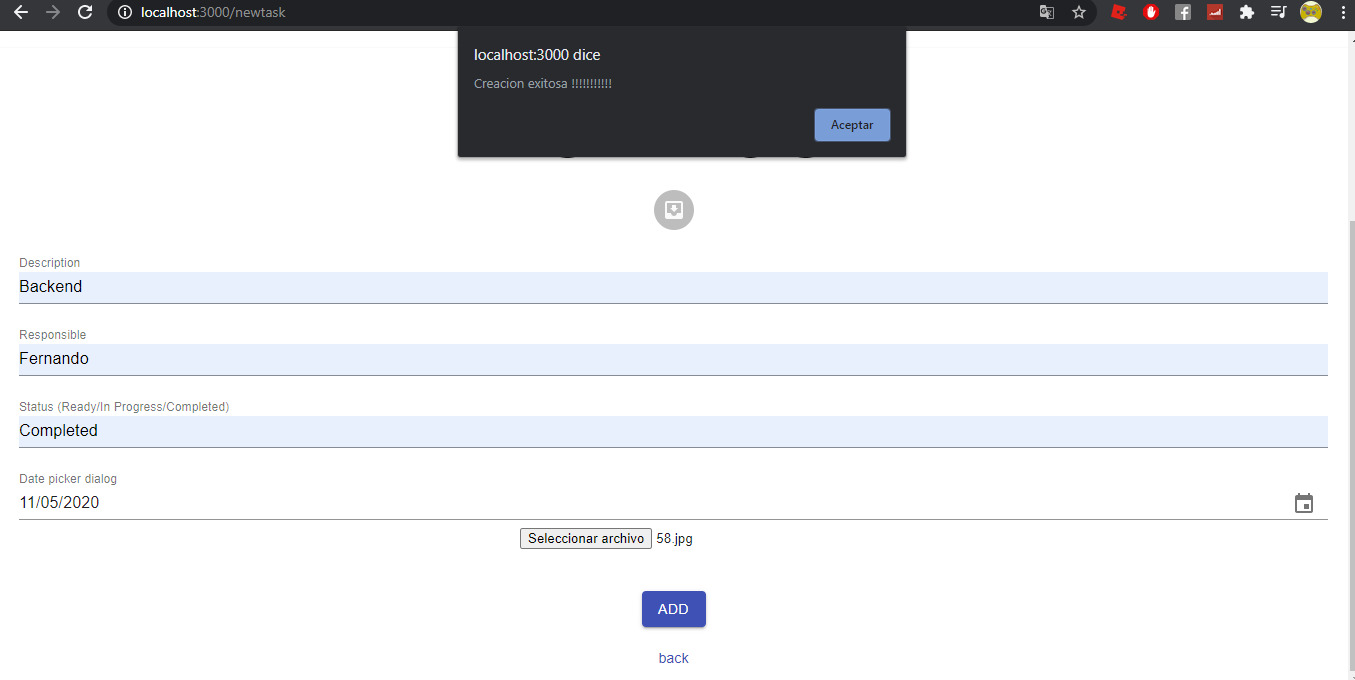 localhost:3000/newtask
localhost:3000 dice
Creacion exitosa !!!!!!!!!!!
Aceptar
Description
Backend
Responsible
Fernando
Status (Ready/In Progress/Completed)
Completed
Date picker dialog
11/05/2020
Seleccionar archivo 58.jpg
ADD
back